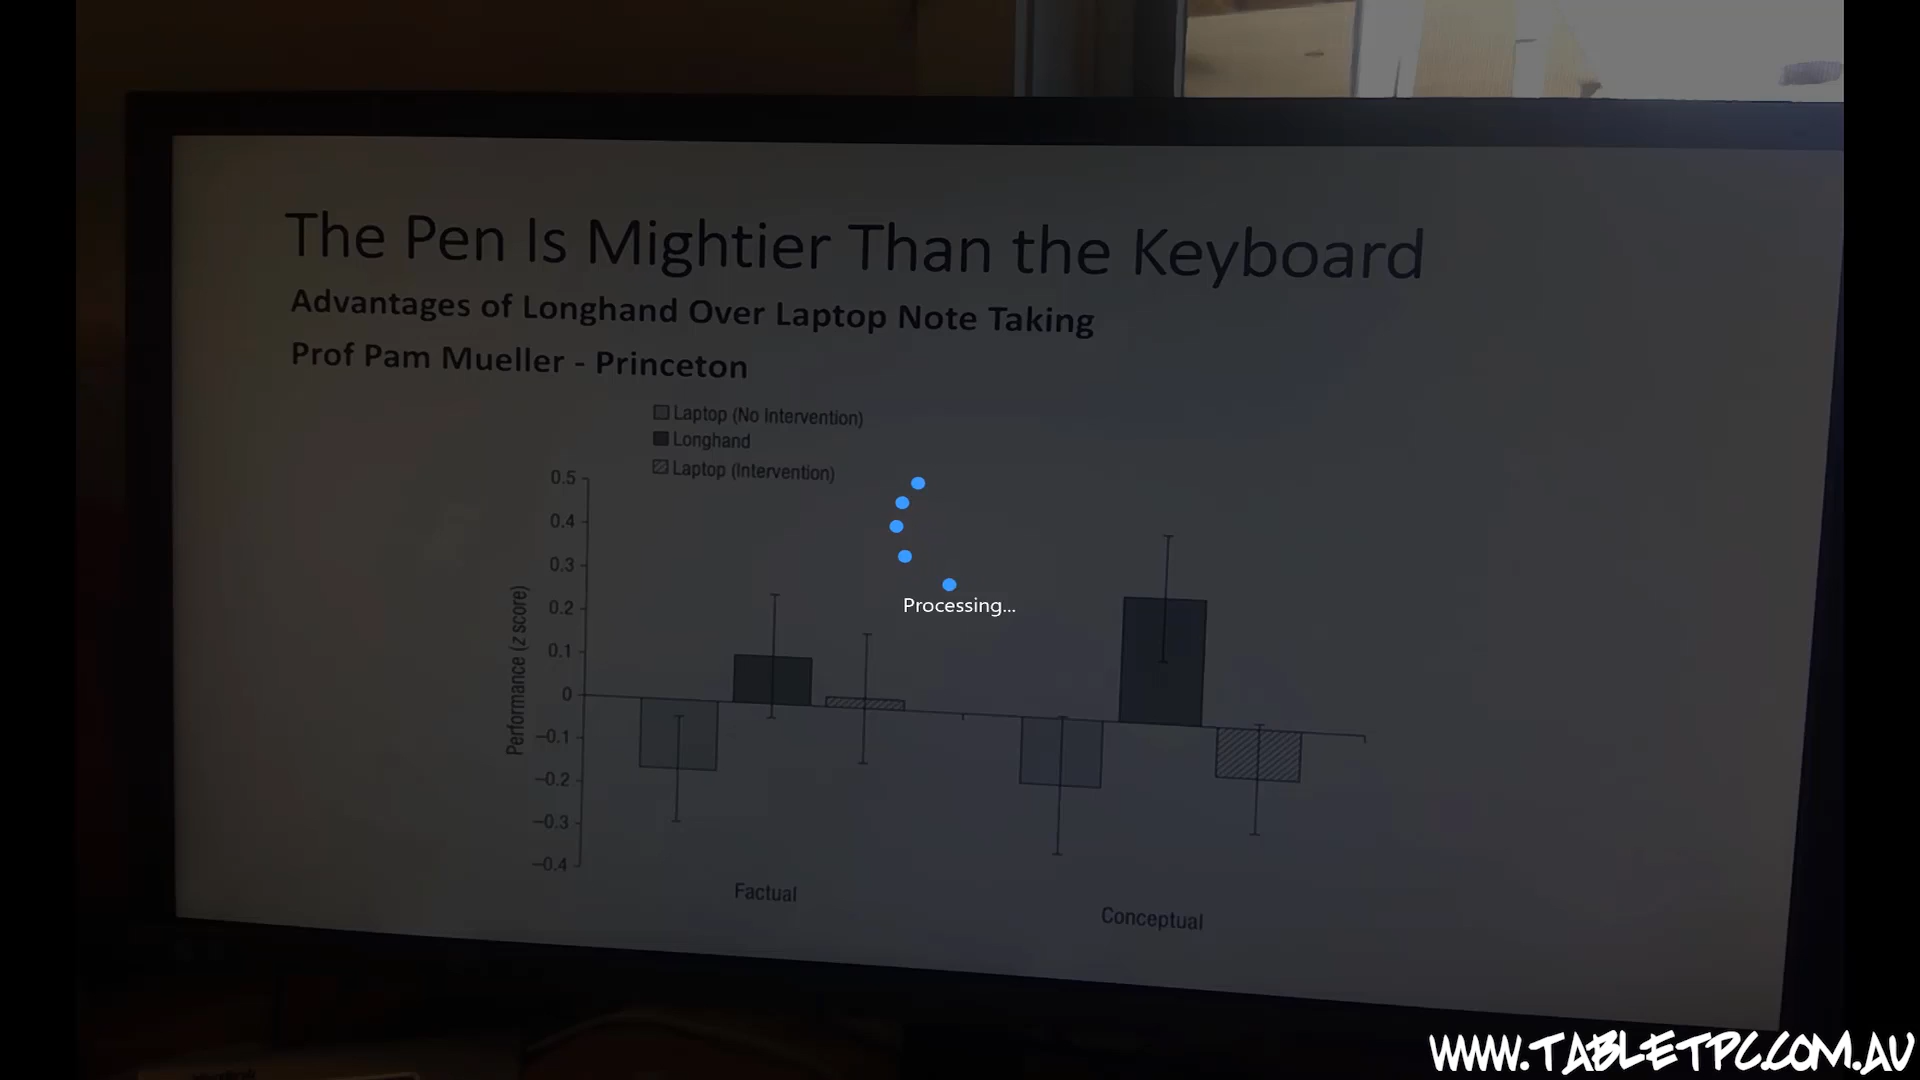 The Pen Is Mightier Than the Keyboard
Advantages of Longhand Over Laptop Note Taking
Prof Pam Mueller - Princeton
Laptop (No Intervention)
Longhand
Laptop (Intervention)
0.5
0.4
0.3
0.2
0.1
0
–0.1
–0.2
–0.3
–0.4
Performance (z score)
Processing...
Factual
Conceptual
WWW.TABLETPC.COM.AU